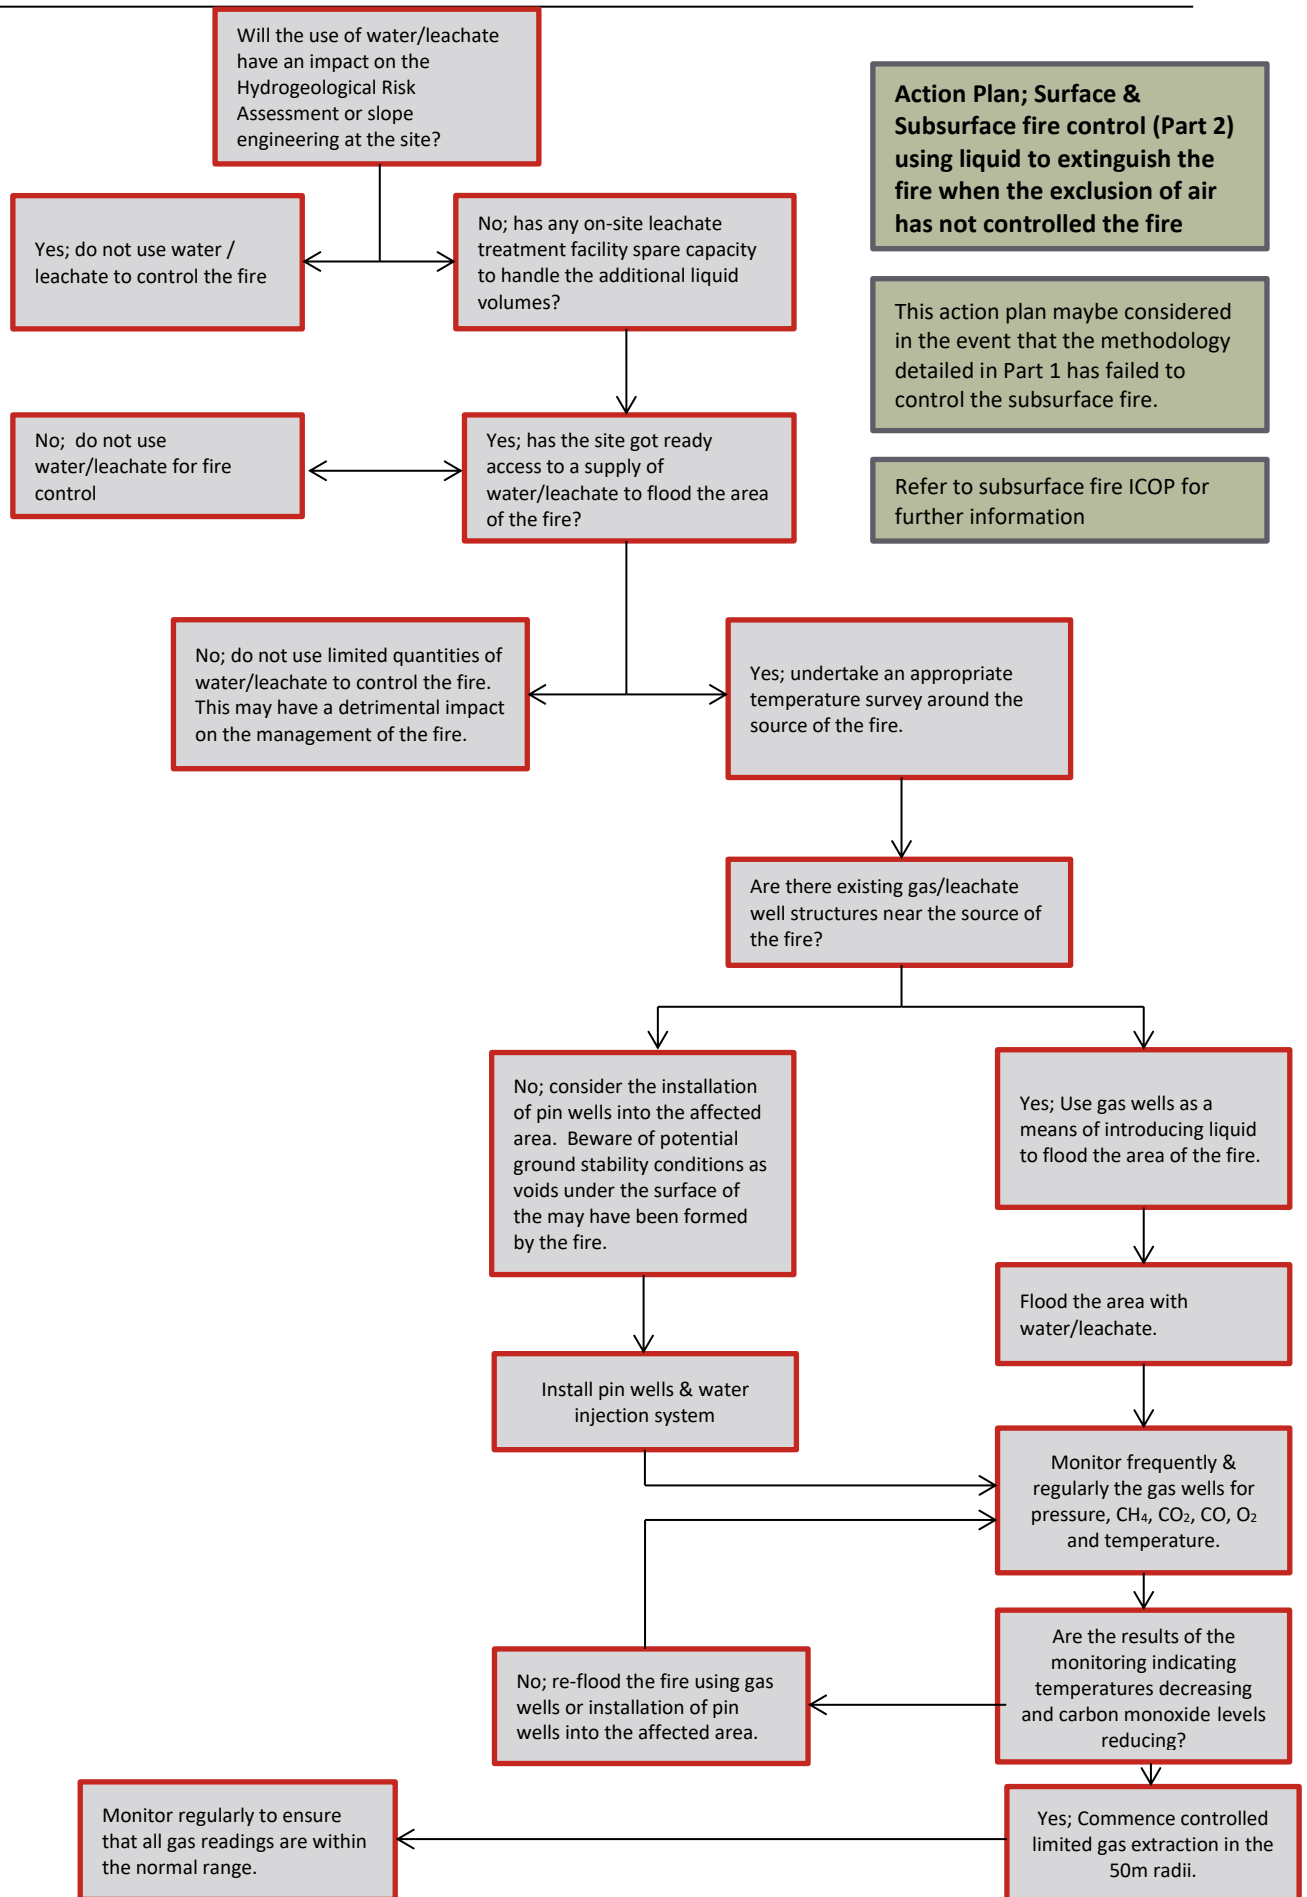 Will the use of water/leachate
have an impact on the
Hydrogeological Risk
Assessment or slope
engineering at the site?
Action Plan; Surface &
Subsurface fire control (Part 2)
using liquid to extinguish the
fire when the exclusion of air
has not controlled the fire
Yes; do not use water /
leachate to control the fire
No; has any on-site leachate
treatment facility spare capacity
to handle the additional liquid
volumes?
This action plan maybe considered
in the event that the methodology
detailed in Part 1 has failed to
control the subsurface fire.
No;  do not use
water/leachate for fire
control
Yes; has the site got ready
access to a supply of
water/leachate to flood the area
of the fire?
Refer to subsurface fire ICOP for
further information
No; do not use limited quantities of
water/leachate to control the fire.
This may have a detrimental impact
on the management of the fire.
Yes; undertake an appropriate
temperature survey around the
source of the fire.
Are there existing gas/leachate
well structures near the source of
the fire?
No; consider the installation
of pin wells into the affected
area.  Beware of potential
ground stability conditions as
voids under the surface of
the may have been formed
by the fire.
Yes; Use gas wells as a
means of introducing liquid
to flood the area of the fire.
Flood the area with
water/leachate.
Install pin wells & water
injection system
Monitor frequently &
regularly the gas wells for
pressure, CH₄, CO₂, CO, O₂
and temperature.
Are the results of the
monitoring indicating
temperatures decreasing
and carbon monoxide levels
reducing?
No; re-flood the fire using gas
wells or installation of pin
wells into the affected area.
Yes; Commence controlled
limited gas extraction in the
50m radii.
Monitor regularly to ensure
that all gas readings are within
the normal range.